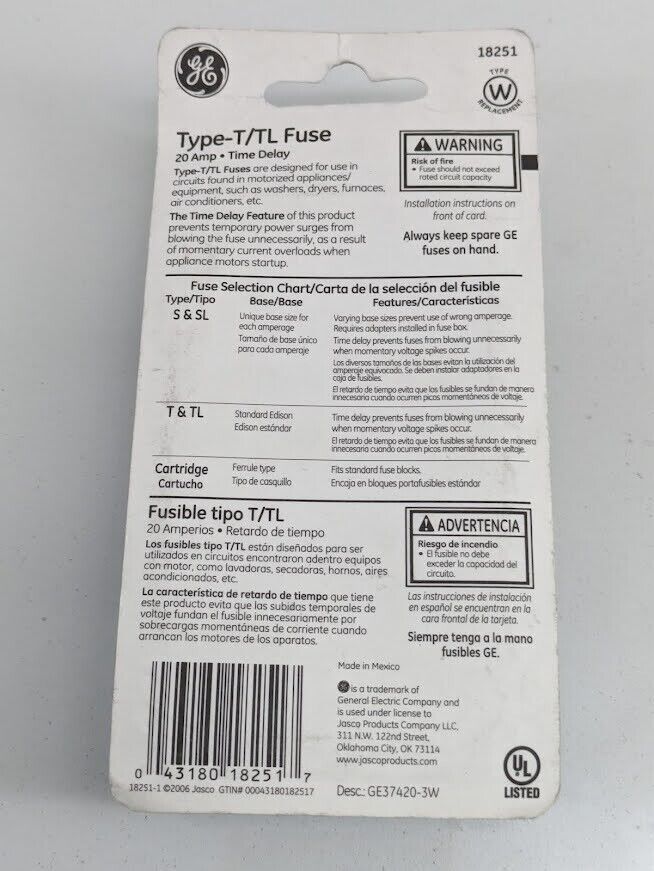 GE
18251
TYPE
W
REPLACEMENT
Type-T/TL Fuse
20 Amp • Time Delay
Type-T/TL Fuses are designed for use in
circuits found in motorized appliances/
equipment, such as washers, dryers, furnaces,
air conditioners, etc.
The Time Delay Feature of this product
prevents temporary power surges from
blowing the fuse unnecessarily, as a result
of momentary current overloads when
appliance motors startup.
WARNING
Risk of fire
• Fuse should not exceed
rated circuit capacity
Installation instructions on
front of card.
Always keep spare GE
fuses on hand.
Fuse Selection Chart/Carta de la selección del fusible
Type/Tipo Base/Base Features/Características
S & SL
Unique base size for
each amperage
Tamaño de base único
para cada amperaje
Varying base sizes prevent use of wrong amperage.
Requires adapters installed in fuse box.
Time delay prevents fuses from blowing unnecessarily
when momentary voltage spikes occur.
Los diversos tamaños de las bases evitan la utilización del
amperaje equivocado. Se deben instalar adaptadores en la
caja de fusibles.
El retardo de tiempo evita que los fusibles se fundan de manera
innecesaria cuando ocurren picos momentáneos de voltaje.
T & TL
Standard Edison
Edison estándar
Time delay prevents fuses from blowing unnecessarily
when momentary voltage spikes occur.
El retardo de tiempo evita que los fusibles se fundan de manera
innecesaria cuando ocurren picos momentáneos de voltaje.
Cartridge
Cartucho
Ferrule type
Tipo de casquillo
Fits standard fuse blocks.
Encaja en bloques portafusibles estándar
Fusible tipo T/TL
20 Amperios • Retardo de tiempo
Los fusibles tipo T/TL están diseñados para ser
utilizados en circuitos encontraron adentro equipos
con motor, como lavadoras, secadoras, hornos, aires
acondicionados, etc.
La característica de retardo de tiempo que tiene
este producto evita que las subidas temporales de
voltaje fundan el fusible innecesariamente por
sobrecargas momentáneas de corriente cuando
arrancan los motores de los aparatos.
ADVERTENCIA
Riesgo de incendio
• El fusible no debe
exceder la capacidad del
circuito.
Las instrucciones de instalación
en español se encuentran en la
cara frontal de la tarjeta.
Siempre tenga a la mano
fusibles GE.
0 43180 18251 7
18251-1 ©2006 Jasco GTIN# 00043180182517
Made in Mexico
GE is a trademark of
General Electric Company and
is used under license to
Jasco Products Company LLC,
311 N.W. 122nd Street,
Oklahoma City, OK 73114
www.jascoproducts.com
Desc.: GE37420-3W
UL
LISTED